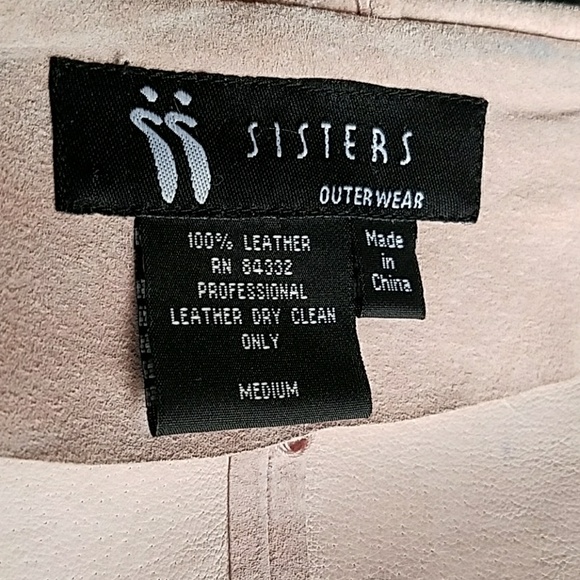 SISTERS
OUTERWEAR
100% LEATHER
RN 84332
PROFESSIONAL
LEATHER DRY CLEAN
ONLY
MEDIUM
Made
in
China